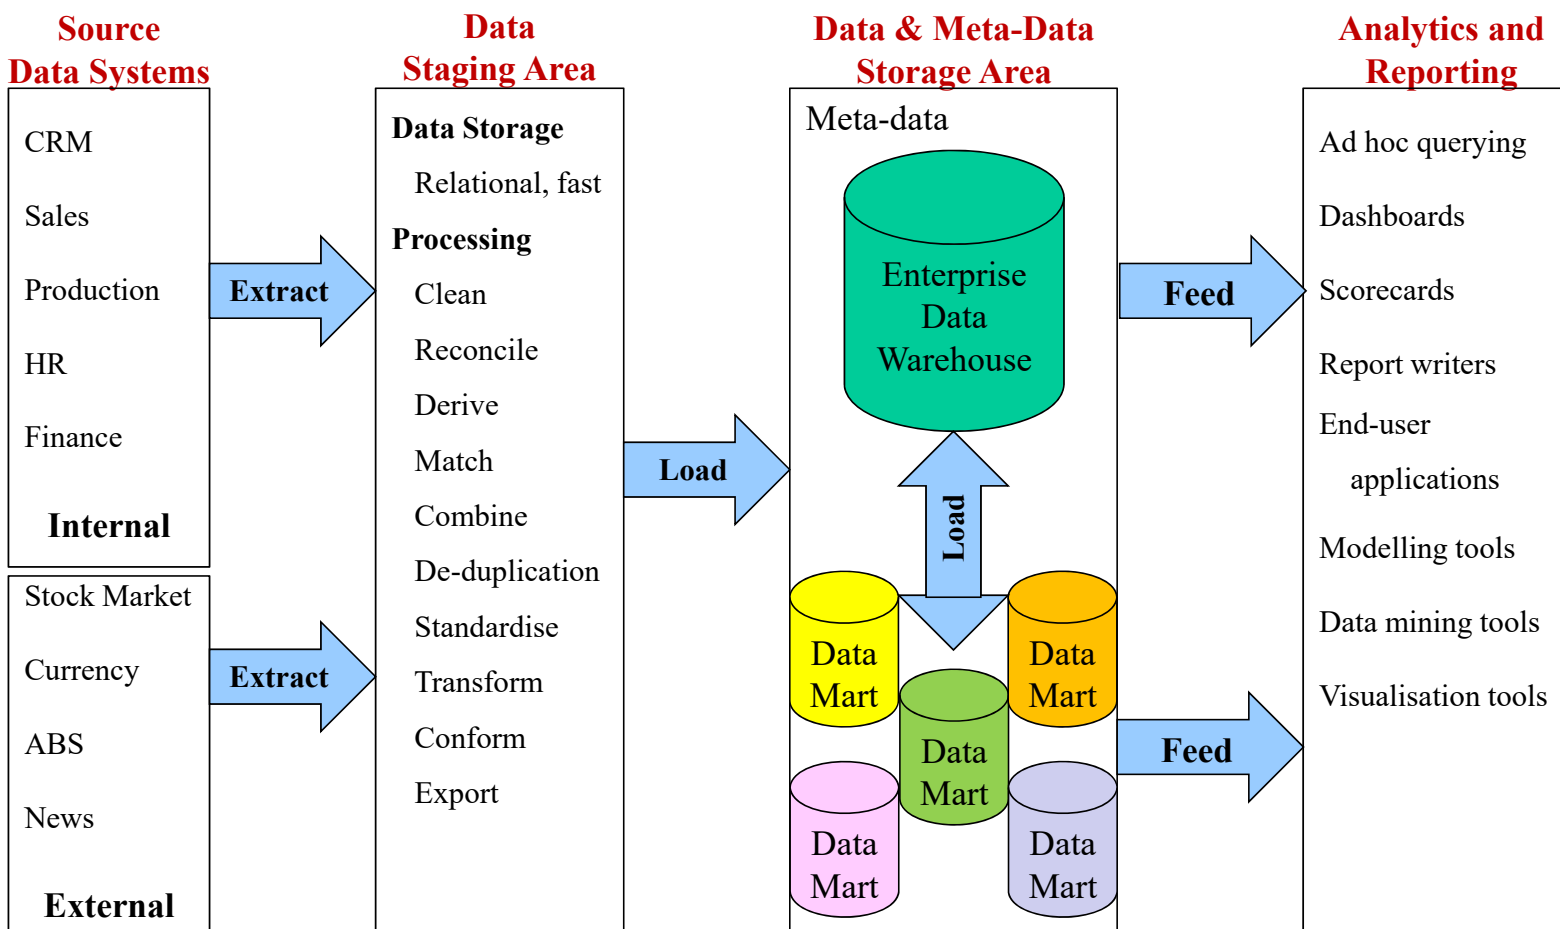 Source
Data Systems
CRM
Sales
Production
HR
Finance
Internal
Stock Market
Currency
ABS
News
External
Extract
Extract
Data
Staging Area
Data Storage
Relational, fast
Processing
Clean
Reconcile
Derive
Match
Combine
De-duplication
Standardise
Transform
Conform
Export
Load
Data & Meta-Data
Storage Area
Meta-data
Enterprise
Data
Warehouse
Load
Data
Mart
Data
Mart
Data
Mart
Data
Mart
Data
Mart
Feed
Feed
Analytics and
Reporting
Ad hoc querying
Dashboards
Scorecards
Report writers
End-user
applications
Modelling tools
Data mining tools
Visualisation tools